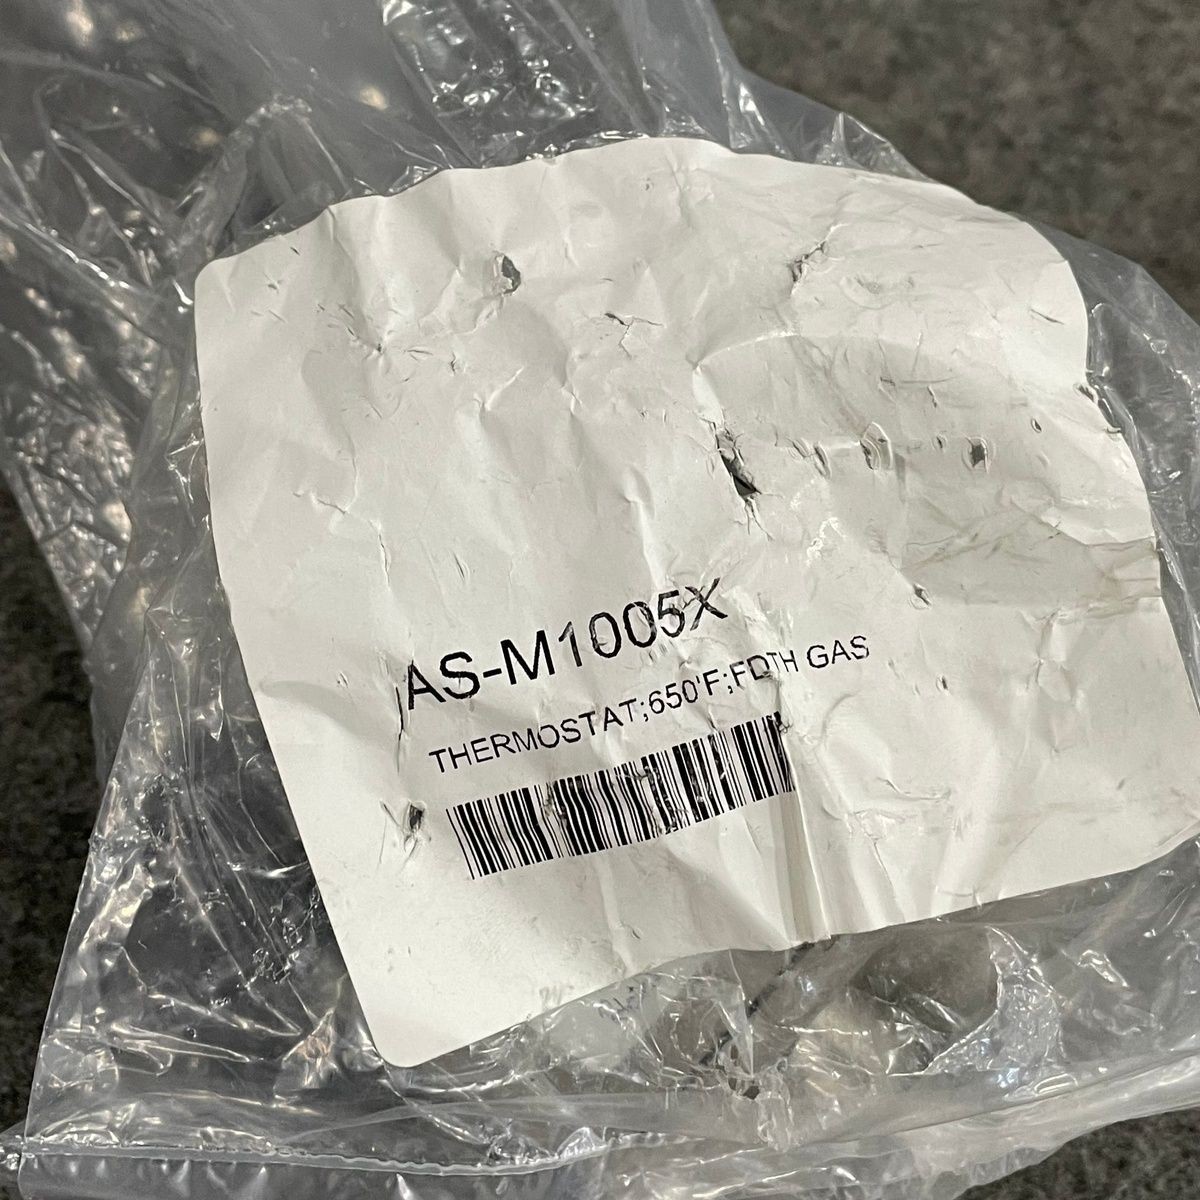 AS-M1005X
THERMOSTAT;650'F;FDTH GAS